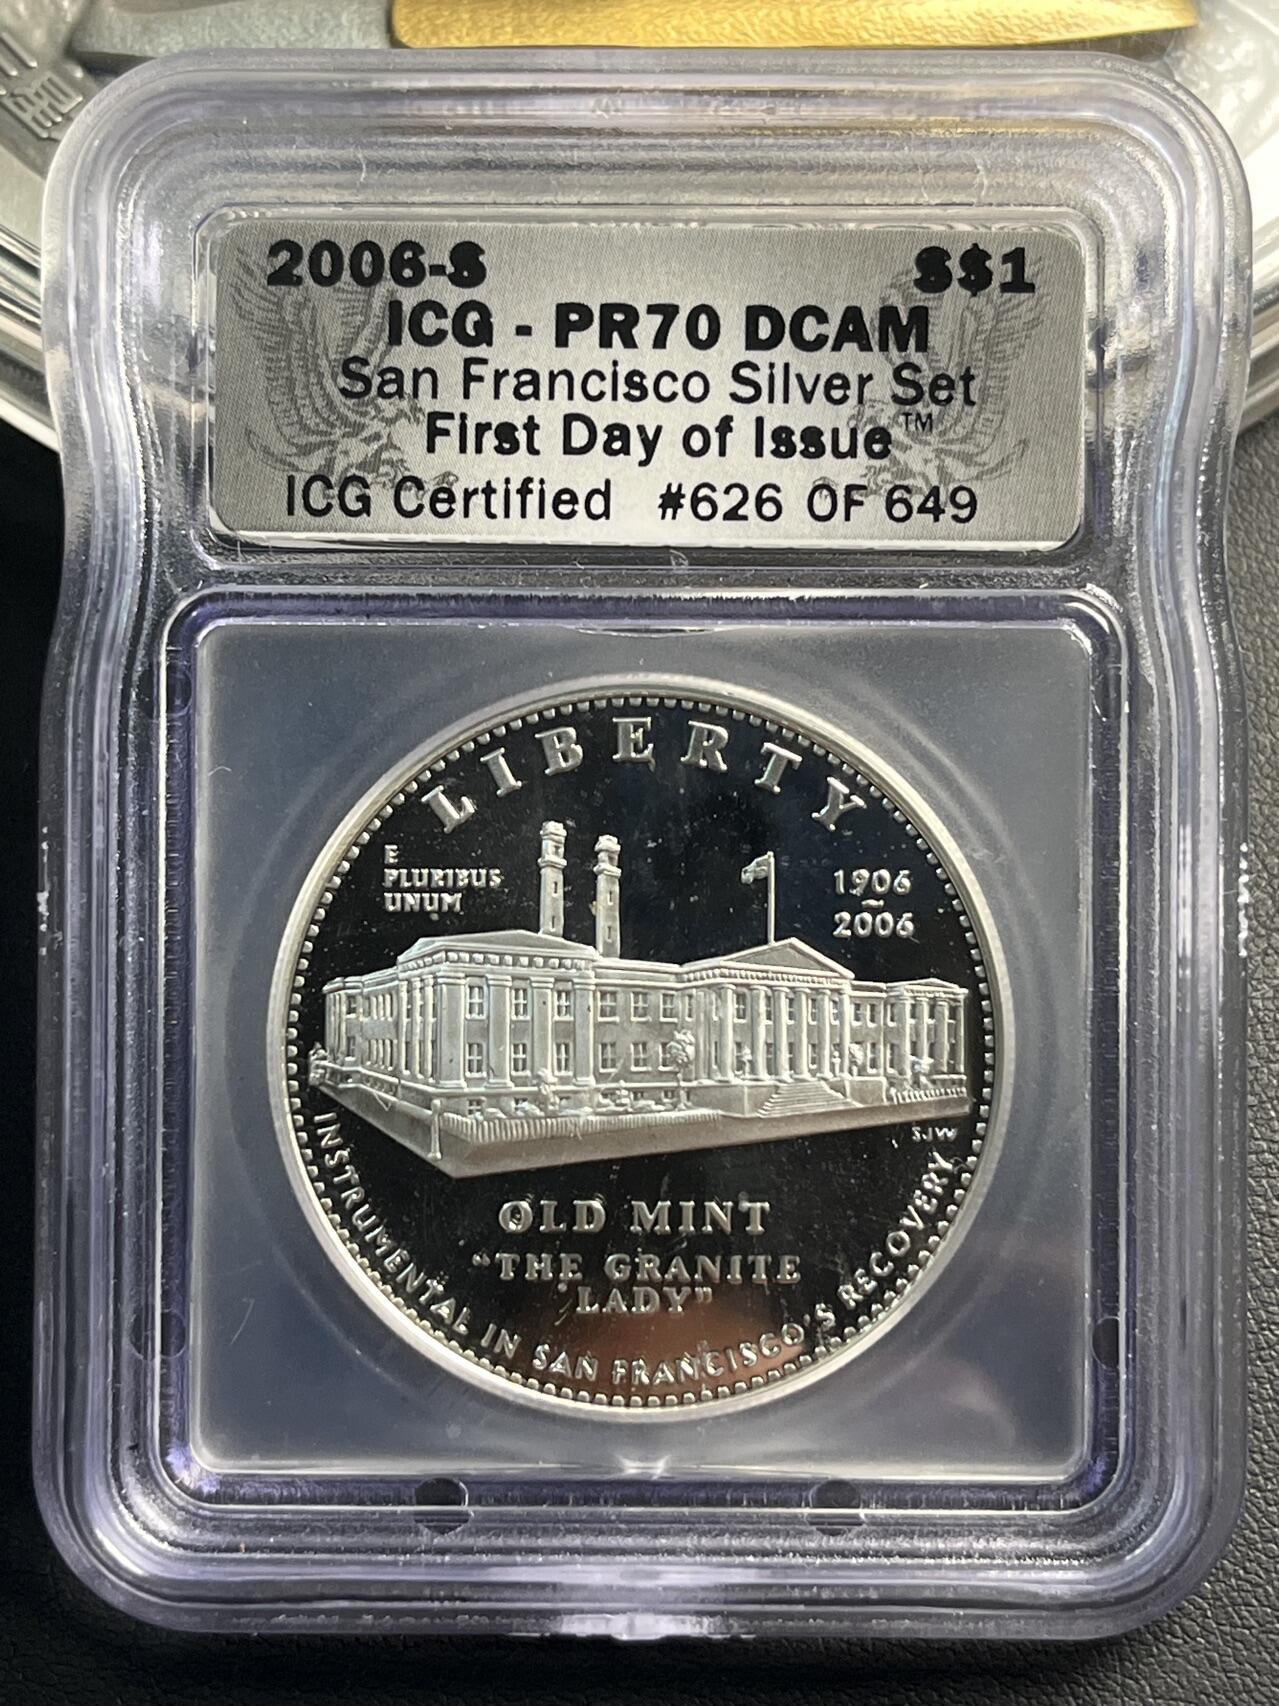 2006-S S$1
ICG - PR70 DCAM
San Francisco Silver Set
First Day of Issue™
ICG Certified #626 OF 649
LIBERTY
E
PLURIBUS
UNUM
1906
~
2006
SJW
OLD MINT
"THE GRANITE
LADY"
INSTRUMENTAL IN SAN FRANCISCO'S RECOVERY